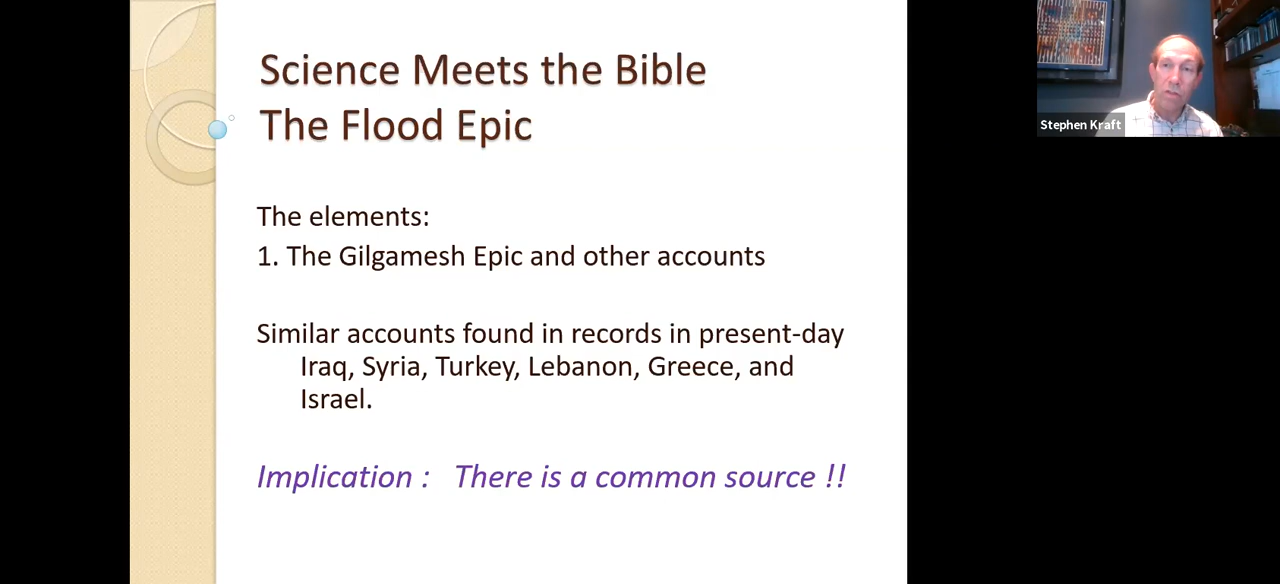 Science Meets the Bible
The Flood Epic
The elements:
1. The Gilgamesh Epic and other accounts
Similar accounts found in records in present-day
Iraq, Syria, Turkey, Lebanon, Greece, and
Israel.
Implication : There is a common source !!
Stephen Kraft